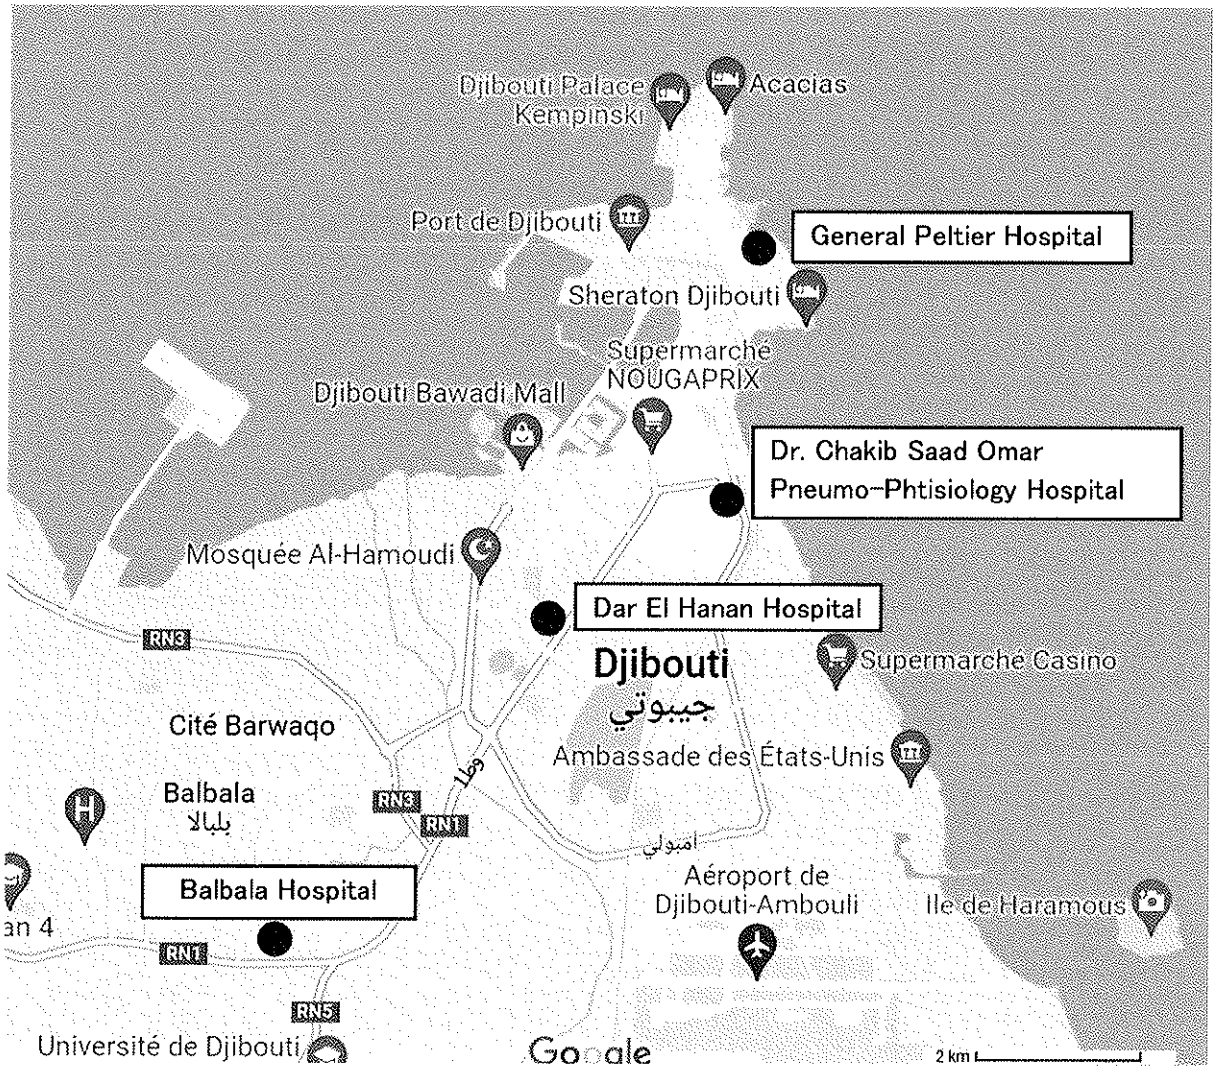 Djibouti Palace
Kempinski
Acacias
Port de Djibouti
General Peltier Hospital
Sheraton Djibouti
Supermarche
NOUGAPRIX
Djibouti Bawadi Mall
Dr. Chakib Saad Omar
Pneumo-Phtisiology Hospital
Mosquée Al-Hamoudi
Dar El Hanan Hospital
RN3
Djibouti
جيبوتي
Supermarché Casino
Cité Barwaqo
Ambassade des États-Unis
Balbala
بلبالا
H
RN3
RN1
وط1
امبولي
Balbala Hospital
Aéroport de
Djibouti-Ambouli
Ile de Haramous
an 4
RN1
RN5
Université de Djibouti
Google
2 km